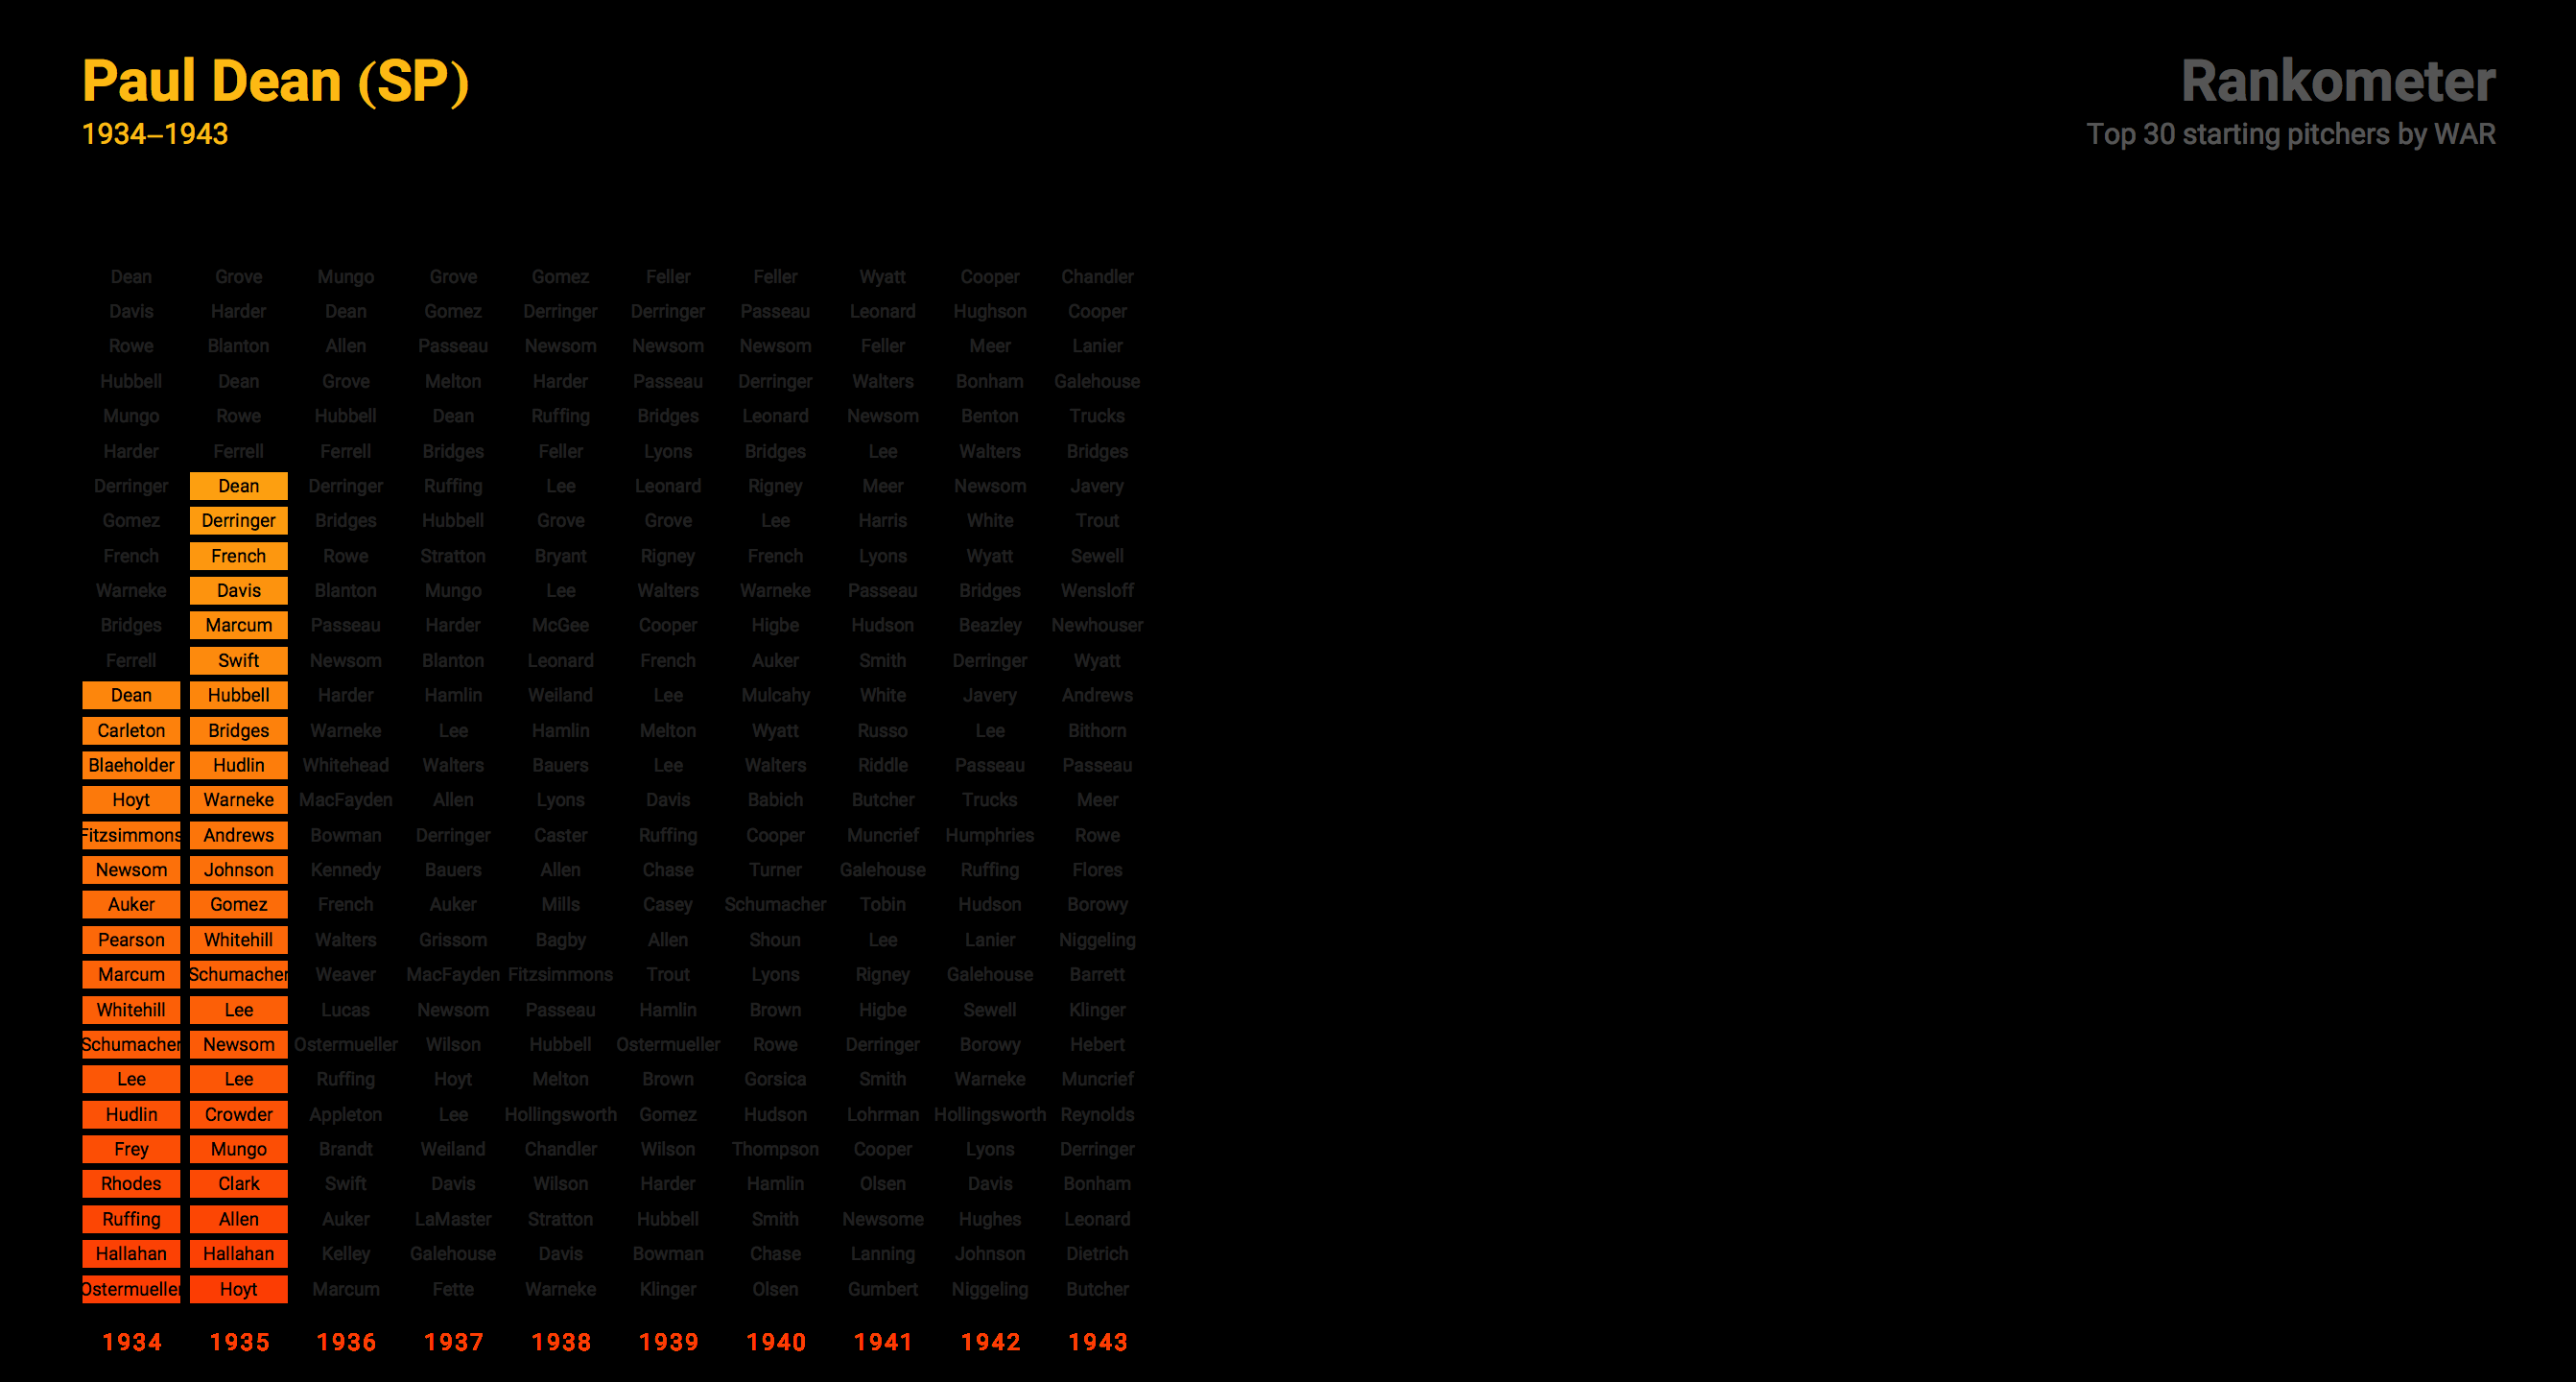 Paul Dean (SP)
1934–1943
Rankometer
Top 30 starting pitchers by WAR
Dean Grove Mungo Grove Gomez Feller Feller Wyatt Cooper Chandler
Davis Harder Dean Gomez Derringer Derringer Passeau Leonard Hughson Cooper
Rowe Blanton Allen Passeau Newsom Newsom Newsom Feller Meer Lanier
Hubbell Dean Grove Melton Harder Passeau Derringer Walters Bonham Galehouse
Mungo Rowe Hubbell Dean Ruffing Bridges Leonard Newsom Benton Trucks
Harder Ferrell Ferrell Bridges Feller Lyons Bridges Lee Walters Bridges
Derringer Dean Derringer Ruffing Lee Leonard Rigney Meer Newsom Javery
Gomez Derringer Bridges Hubbell Grove Grove Lee Harris White Trout
French French Rowe Stratton Bryant Rigney French Lyons Wyatt Sewell
Warneke Davis Blanton Mungo Lee Walters Warneke Passeau Bridges Wensloff
Bridges Marcum Passeau Harder McGee Cooper Higbe Hudson Beazley Newhouser
Ferrell Swift Newsom Blanton Leonard French Auker Smith Derringer Wyatt
Dean Hubbell Harder Hamlin Weiland Lee Mulcahy White Javery Andrews
Carleton Bridges Warneke Lee Hamlin Melton Wyatt Russo Lee Bithorn
Blaeholder Hudlin Whitehead Walters Bauers Lee Walters Riddle Passeau Passeau
Hoyt Warneke MacFayden Allen Lyons Davis Babich Butcher Trucks Meer
Fitzsimmons Andrews Bowman Derringer Caster Ruffing Cooper Muncrief Humphries Rowe
Newsom Johnson Kennedy Bauers Allen Chase Turner Galehouse Ruffing Flores
Auker Gomez French Auker Mills Casey Schumacher Tobin Hudson Borowy
Pearson Whitehill Walters Grissom Bagby Allen Shoun Lee Lanier Niggeling
Marcum Schumacher Weaver MacFayden Fitzsimmons Trout Lyons Rigney Galehouse Barrett
Whitehill Lee Lucas Newsom Passeau Hamlin Brown Higbe Sewell Klinger
Schumacher Newsom Ostermueller Wilson Hubbell Ostermueller Rowe Derringer Borowy Hebert
Lee Lee Ruffing Hoyt Melton Brown Gorsica Smith Warneke Muncrief
Hudlin Crowder Appleton Lee Hollingsworth Gomez Hudson Lohrman Hollingsworth Reynolds
Frey Mungo Brandt Weiland Chandler Wilson Thompson Cooper Lyons Derringer
Rhodes Clark Swift Davis Wilson Harder Hamlin Olsen Davis Bonham
Ruffing Allen Auker LaMaster Stratton Hubbell Smith Newsome Hughes Leonard
Hallahan Hallahan Kelley Galehouse Davis Bowman Chase Lanning Johnson Dietrich
Ostermueller Hoyt Marcum Fette Warneke Klinger Olsen Gumbert Niggeling Butcher
1934 1935 1936 1937 1938 1939 1940 1941 1942 1943